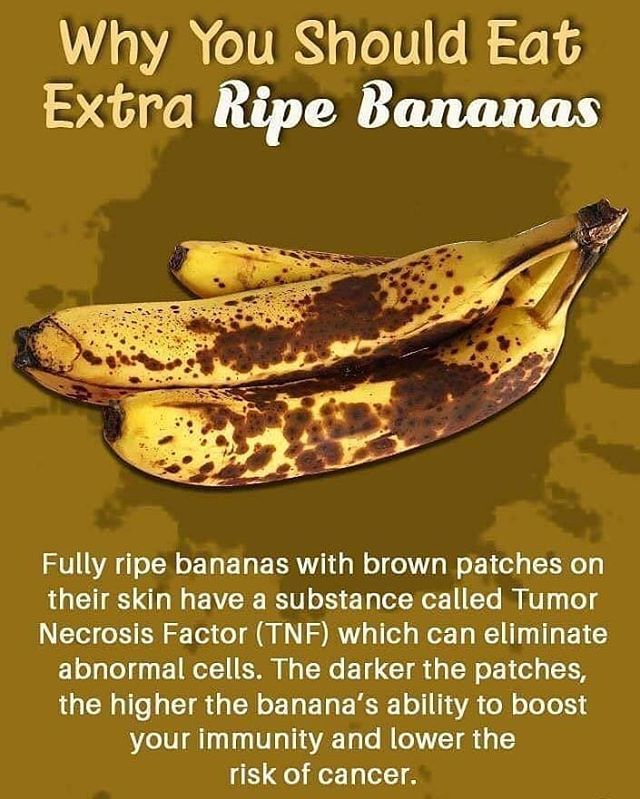 Why You Should Eat
Extra Ripe Bananas
Fully ripe bananas with brown patches on
their skin have a substance called Tumor
Necrosis Factor (TNF) which can eliminate
abnormal cells. The darker the patches,
the higher the banana's ability to boost
your immunity and lower the
risk of cancer.